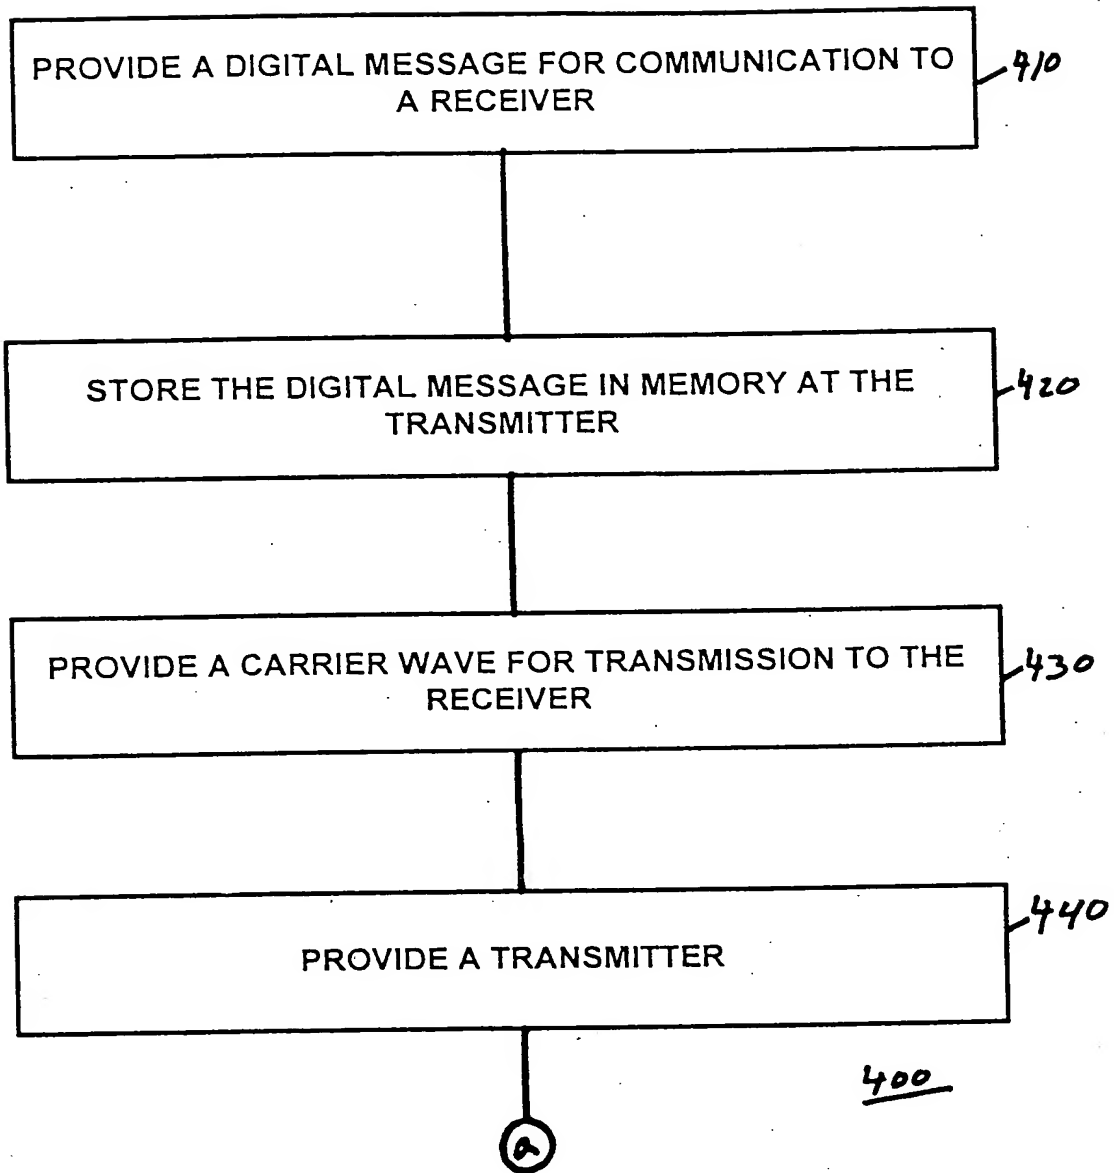 PROVIDE A DIGITAL MESSAGE FOR COMMUNICATION TO
A RECEIVER
410
STORE THE DIGITAL MESSAGE IN MEMORY AT THE
TRANSMITTER
420
PROVIDE A CARRIER WAVE FOR TRANSMISSION TO THE
RECEIVER
430
PROVIDE A TRANSMITTER
440
400
a